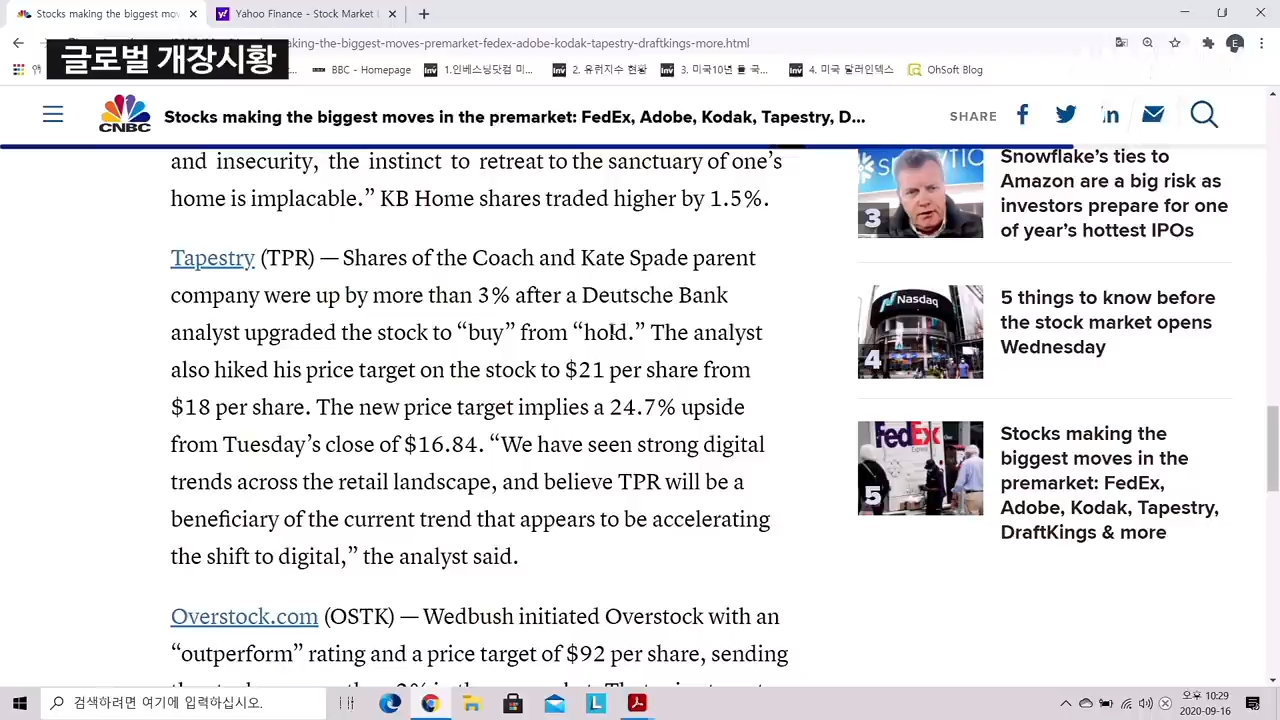 Stocks making the biggest mov
Yahoo Finance - Stock Market
글로벌 개장시황
aking-the-biggest-moves-premarket-fedex-adobe-kodak-tapestry-draftkings-more.html
BBC - Homepage
1.인베스닝닷컴 미...
2. 유럽지수 현황
3. 미국10년 물 국...
4. 미국 달러인덱스
OhSoft Blog
CNBC
Stocks making the biggest moves in the premarket: FedEx, Adobe, Kodak, Tapestry, D...
SHARE
and insecurity, the instinct to retreat to the sanctuary of one’s
home is implacable.” KB Home shares traded higher by 1.5%.
Tapestry (TPR) — Shares of the Coach and Kate Spade parent
company were up by more than 3% after a Deutsche Bank
analyst upgraded the stock to “buy” from “hold.” The analyst
also hiked his price target on the stock to $21 per share from
$18 per share. The new price target implies a 24.7% upside
from Tuesday’s close of $16.84. “We have seen strong digital
trends across the retail landscape, and believe TPR will be a
beneficiary of the current trend that appears to be accelerating
the shift to digital,” the analyst said.
Overstock.com (OSTK) — Wedbush initiated Overstock with an
“outperform” rating and a price target of $92 per share, sending
3
Snowflake’s ties to
Amazon are a big risk as
investors prepare for one
of year’s hottest IPOs
Nasdaq
4
5 things to know before
the stock market opens
Wednesday
FedEx
Express
5
Stocks making the
biggest moves in the
premarket: FedEx,
Adobe, Kodak, Tapestry,
DraftKings & more
검색하려면 여기에 입력하십시오.
오후 10:29
2020-09-16